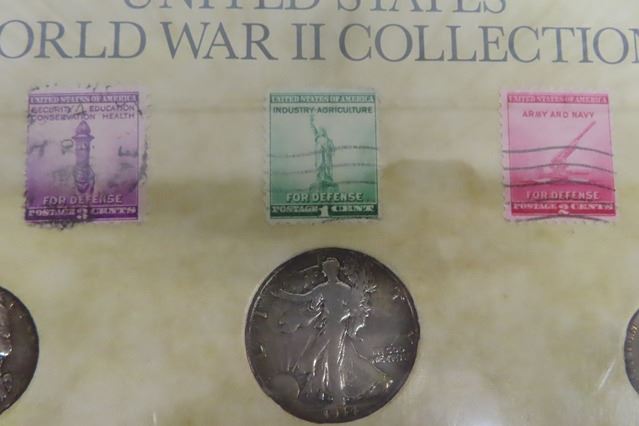 UNITED STATES
WORLD WAR II COLLECTION
UNITED STATES OF AMERICA
SECURITY EDUCATION
CONSERVATION HEALTH
FOR DEFENSE
POSTAGE 3 CENTS
UNITED STATES OF AMERICA
INDUSTRY-AGRICULTURE
FOR DEFENSE
POSTAGE 1 CENT
UNITED STATES OF AMERICA
ARMY AND NAVY
FOR DEFENSE
POSTAGE 2 CENTS